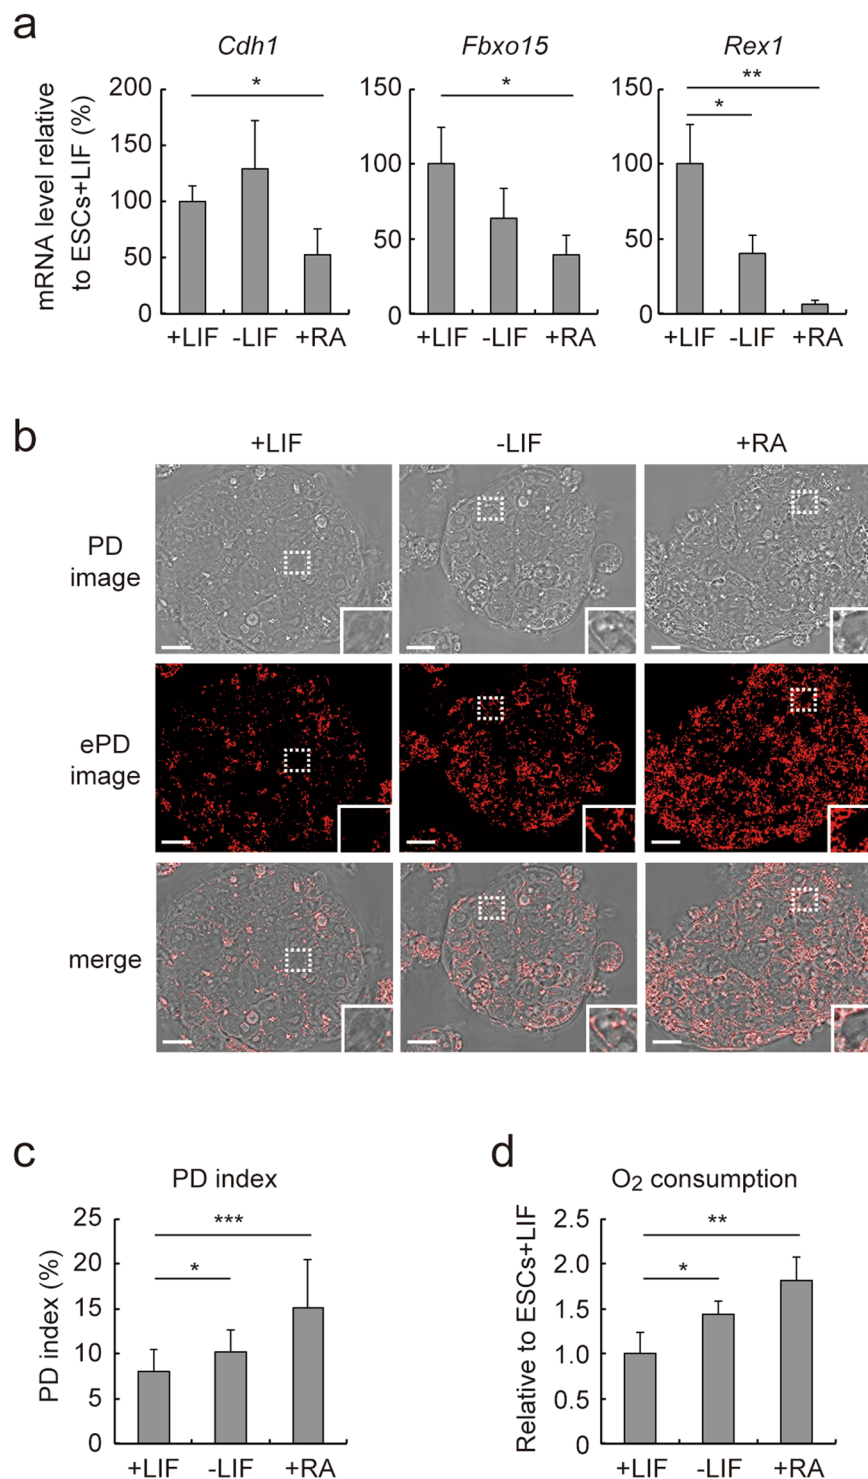 a
Cdh1
Fbxo15
Rex1
mRNA level relative
to ESCs+LIF (%)
200
150
100
50
0
*
+LIF -LIF +RA
150
100
50
0
*
+LIF -LIF +RA
150
100
50
0
**
*
+LIF -LIF +RA
b
+LIF
-LIF
+RA
PD
image
ePD
image
merge
c
PD index
PD index (%)
25
20
15
10
5
0
***
*
+LIF -LIF +RA
d
O2 consumption
Relative to ESCs+LIF
2.5
2.0
1.5
1.0
0.5
0
**
*
+LIF -LIF +RA